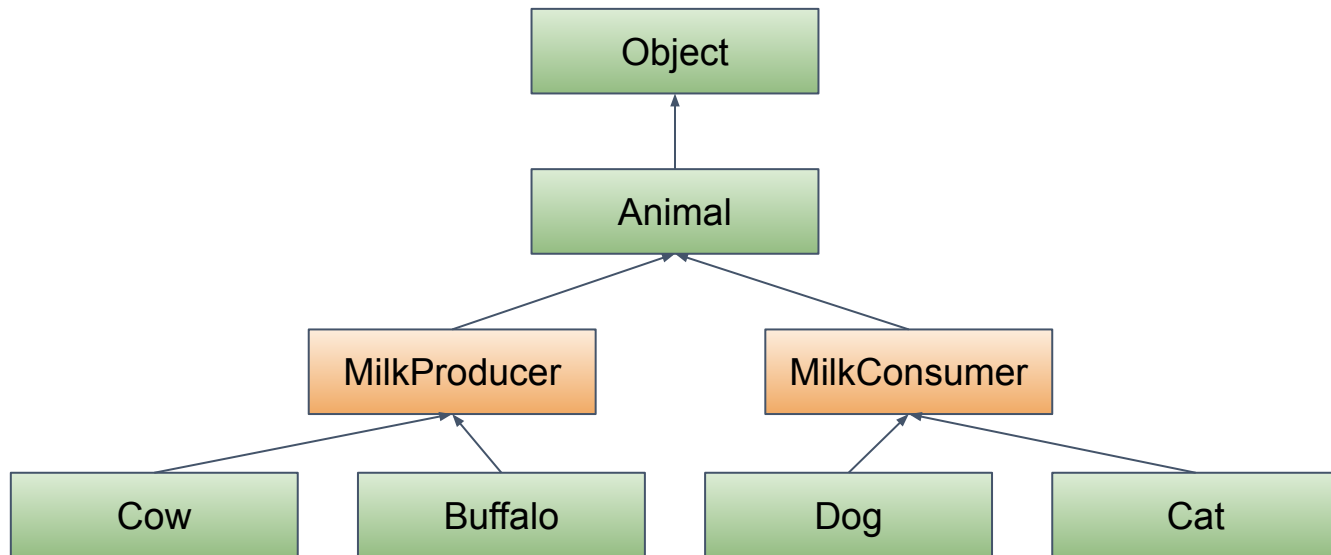 Object
Animal
MilkProducer
MilkConsumer
Cow
Buffalo
Dog
Cat